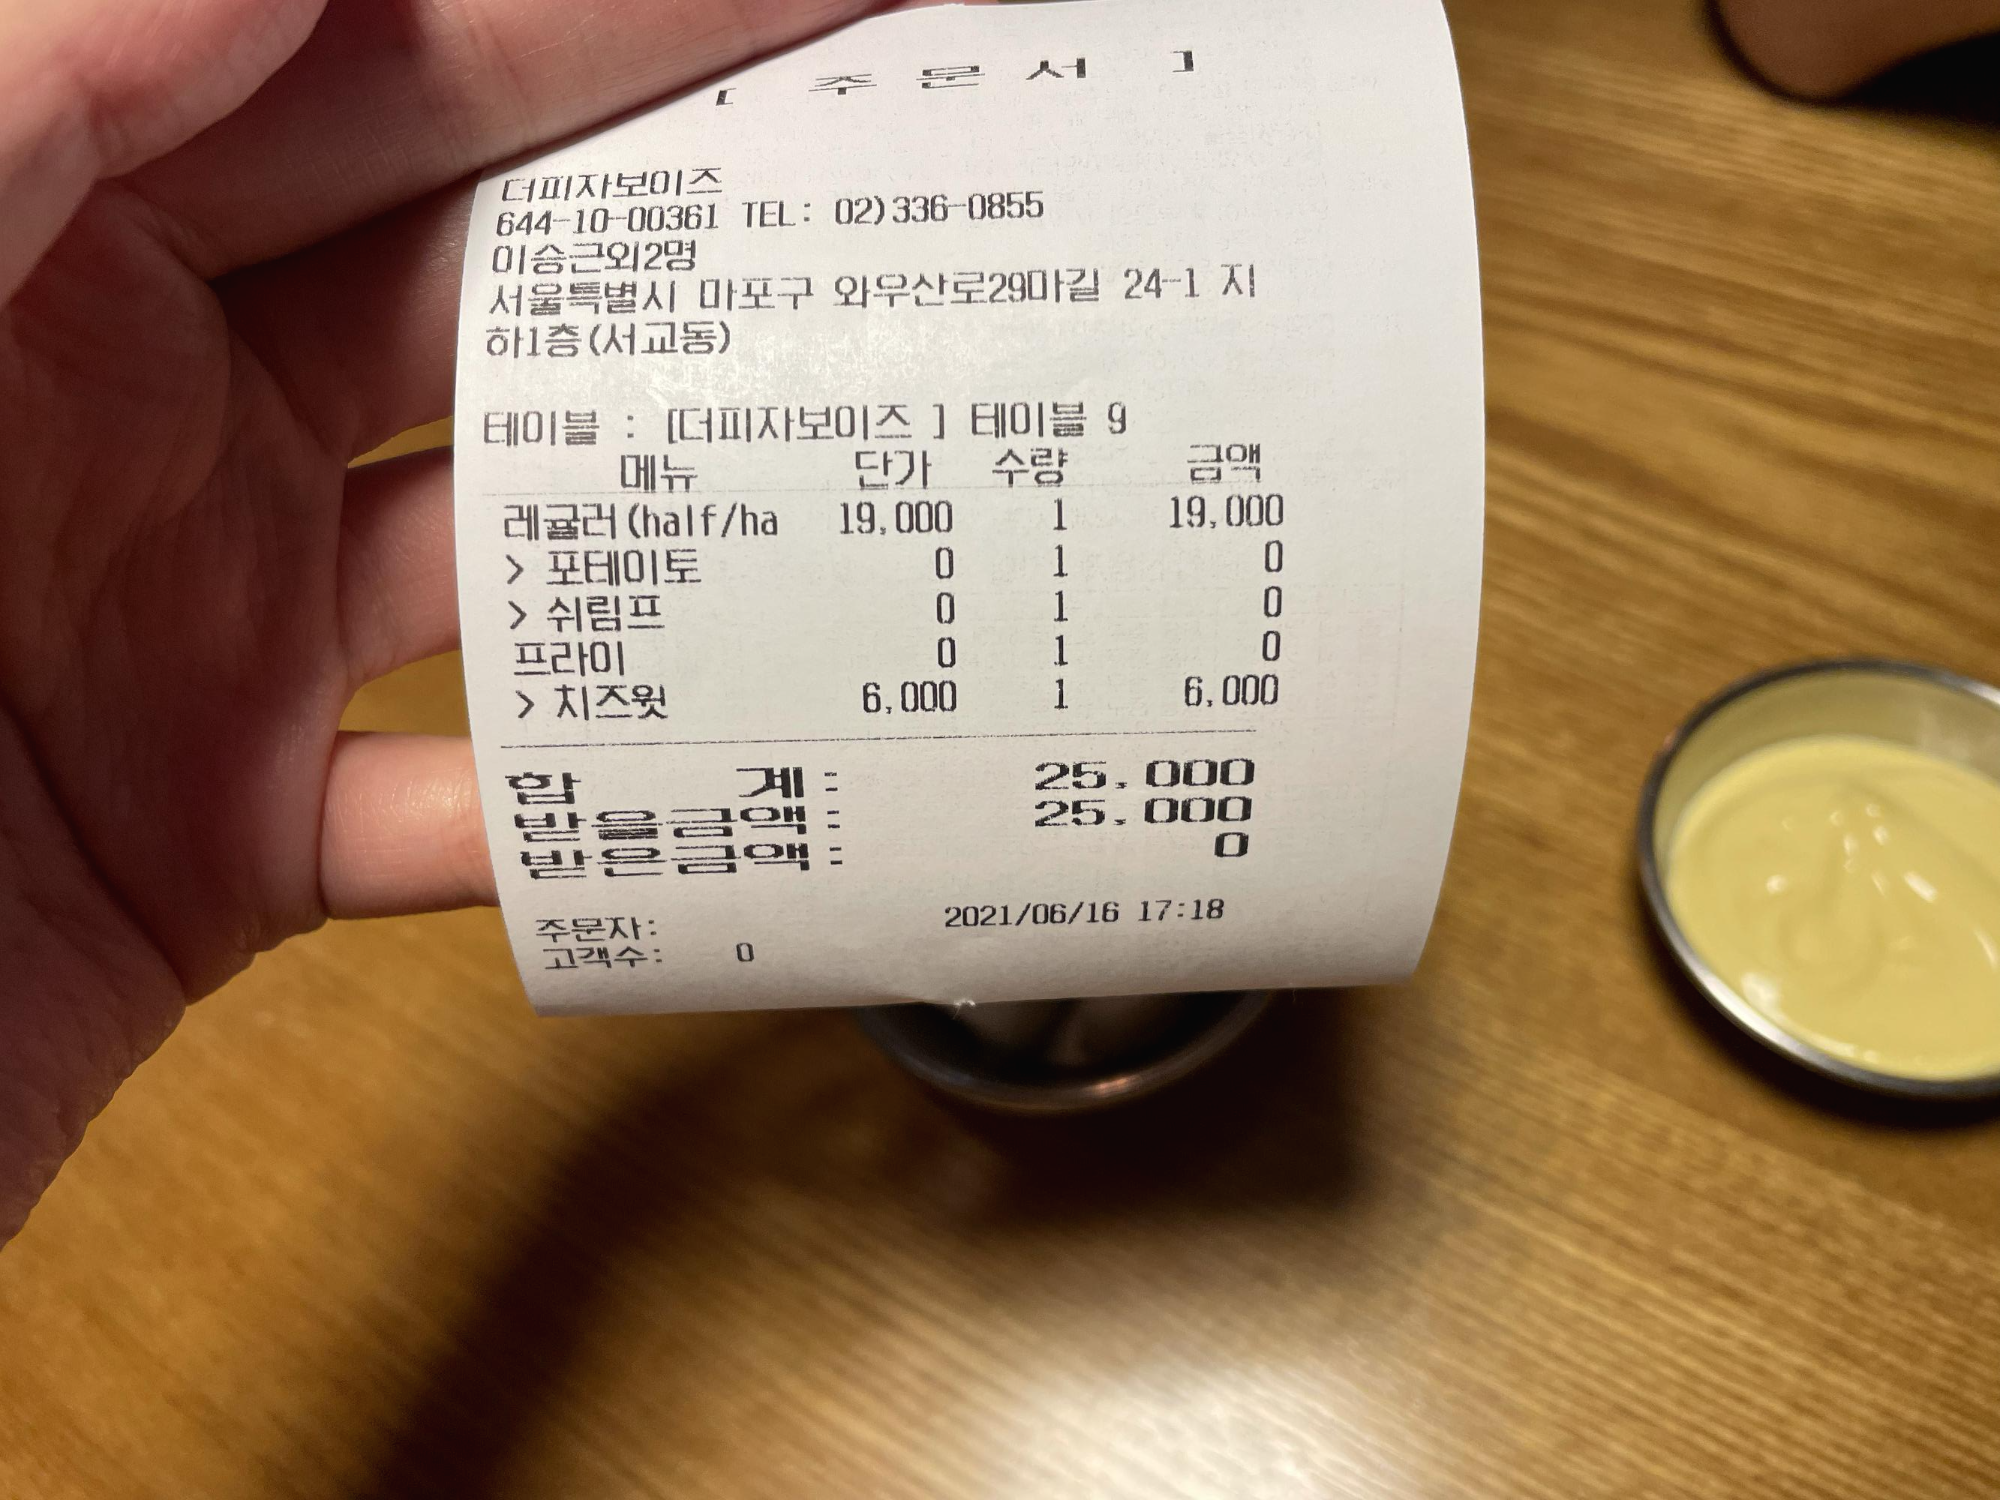 [ 주 문 서 ]
더피자보이즈
644-10-00361 TEL: 02)336-0855
이승근외2명
서울특별시 마포구 와우산로29마길 24-1 지
하1층(서교동)
테이블 : [더피자보이즈 ] 테이블 9
메뉴 단가 수량 금액
레귤러(half/ha 19,000 1 19,000
> 포테이토 0 1 0
> 쉬림프 0 1 0
프라이 0 1 0
> 치즈웟 6,000 1 6,000
합 계: 25,000
받을금액: 25,000
받은금액: 0
주문자: 2021/06/16 17:18
고객수: 0